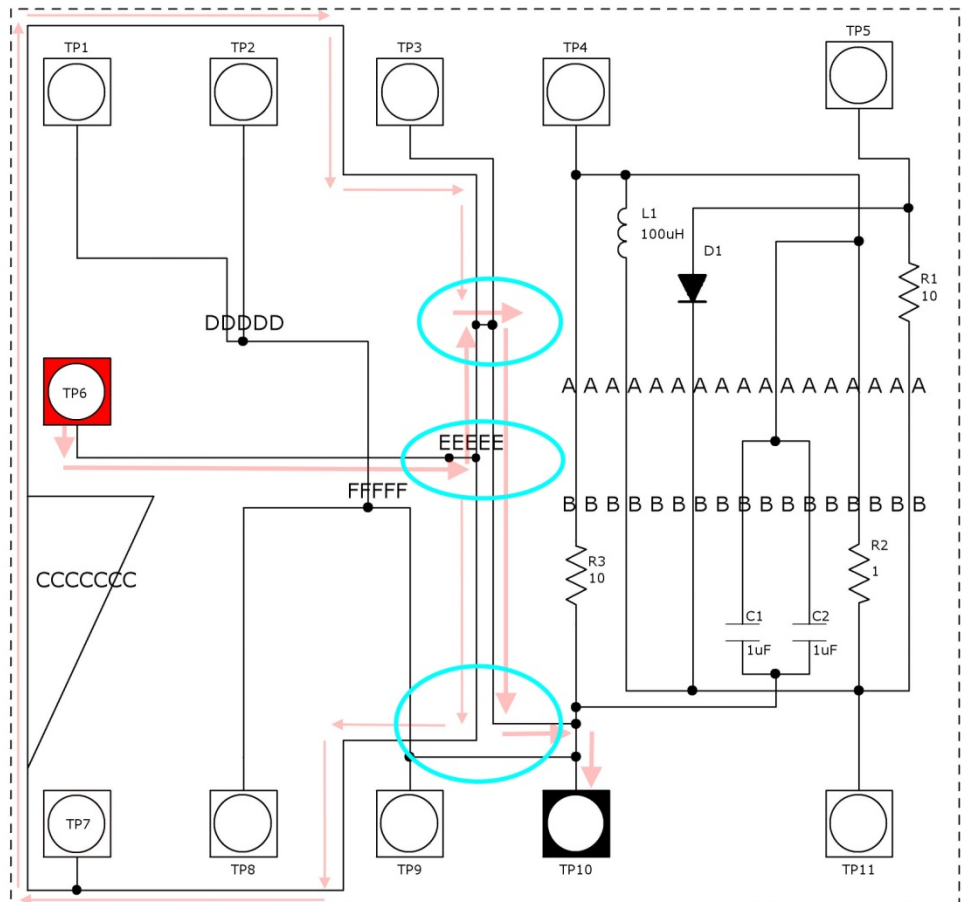 TP1
TP2
TP3
TP4
TP5
L1
100uH
D1
R1
10
DDDDD
TP6
A A A A A A A A A A A A A A A A A
EEEEE
FFFFF
B B B B B B B B B B B B B B B B B
R3
10
R2
1
CCCCCCC
C1
1uF
C2
1uF
TP7
TP8
TP9
TP10
TP11